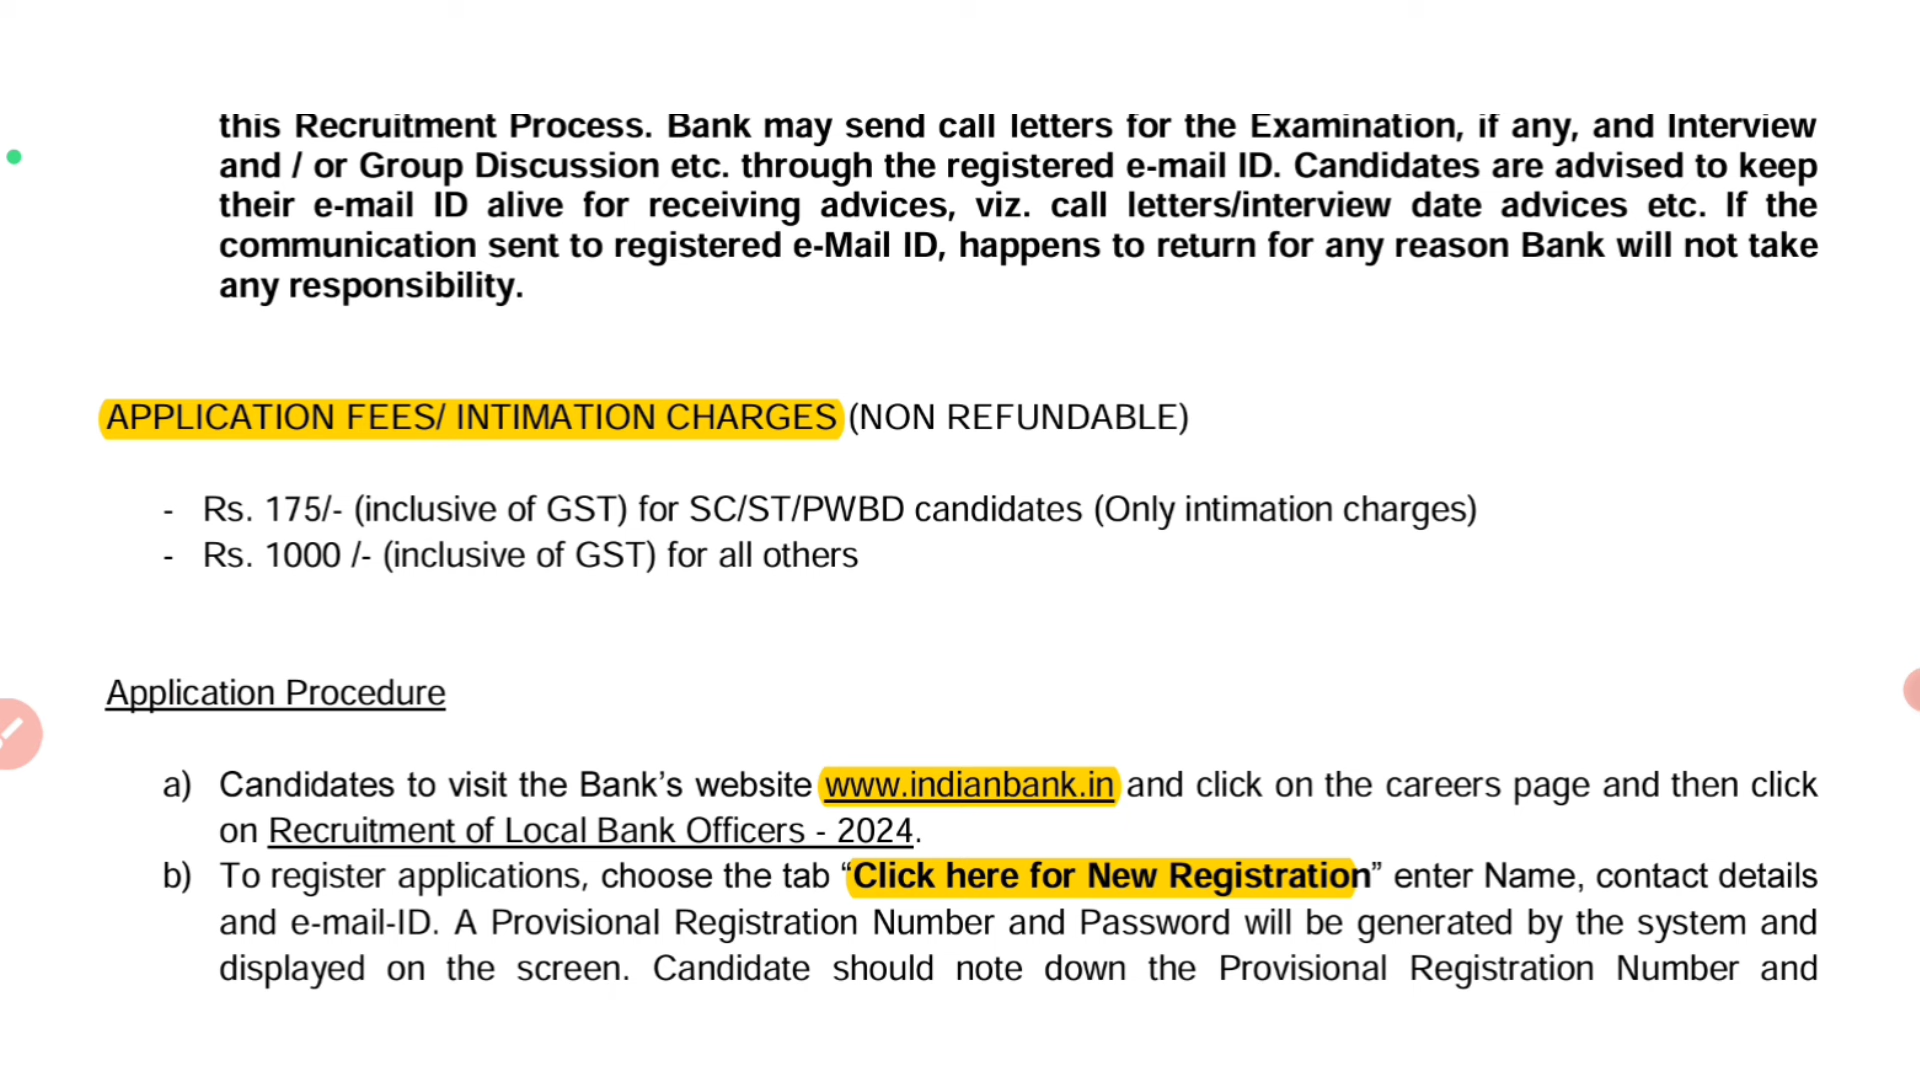 this Recruitment Process. Bank may send call letters for the Examination, if any, and Interview
and / or Group Discussion etc. through the registered e-mail ID. Candidates are advised to keep
their e-mail ID alive for receiving advices, viz. call letters/interview date advices etc. If the
communication sent to registered e-Mail ID, happens to return for any reason Bank will not take
any responsibility.
APPLICATION FEES/ INTIMATION CHARGES (NON REFUNDABLE)
- Rs. 175/- (inclusive of GST) for SC/ST/PWBD candidates (Only intimation charges)
- Rs. 1000 /- (inclusive of GST) for all others
Application Procedure
a) Candidates to visit the Bank’s website www.indianbank.in and click on the careers page and then click
on Recruitment of Local Bank Officers - 2024.
b) To register applications, choose the tab “Click here for New Registration” enter Name, contact details
and e-mail-ID. A Provisional Registration Number and Password will be generated by the system and
displayed on the screen. Candidate should note down the Provisional Registration Number and